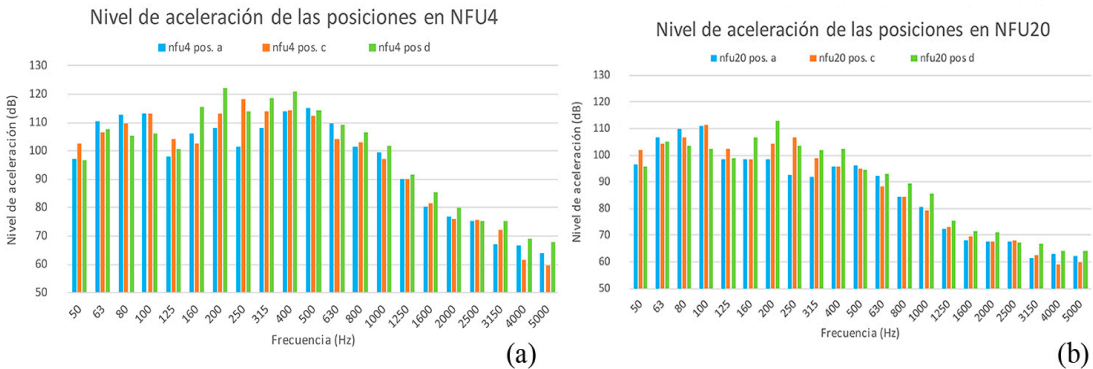 Nivel de aceleración de las posiciones en NFU4
nfu4 pos. a nfu4 pos. c nfu4 pos d
Nivel de aceleración (dB)
130
120
110
100
90
80
70
60
50
50 63 80 100 125 160 200 250 315 400 500 630 800 1000 1250 1600 2000 2500 3150 4000 5000
Frecuencia (Hz)
(a)
Nivel de aceleración de las posiciones en NFU20
nfu20 pos. a nfu20 pos. c nfu20 pos d
Nivel de aceleración (dB)
130
120
110
100
90
80
70
60
50
50 63 80 100 125 160 200 250 315 400 500 630 800 1000 1250 1600 2000 2500 3150 4000 5000
Frecuencia (Hz)
(b)